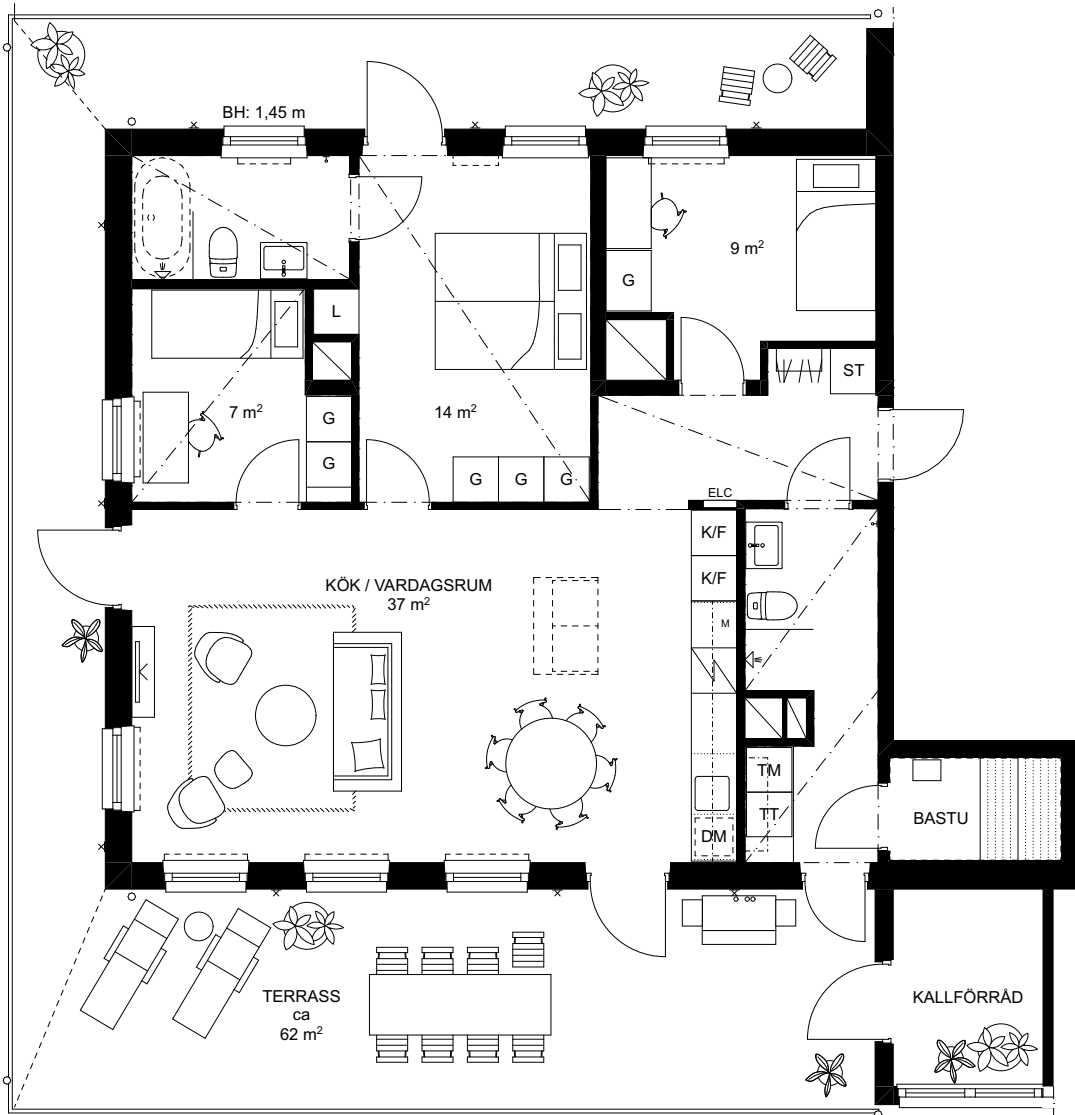 BH: 1,45 m
9 m²
G
L
ST
7 m²
14 m²
G
G
G
G
G
ELC
K/F
K/F
KÖK / VARDAGSRUM
37 m²
M
TM
TT
DM
BASTU
TERRASS
ca
62 m²
KALLFÖRRÅD